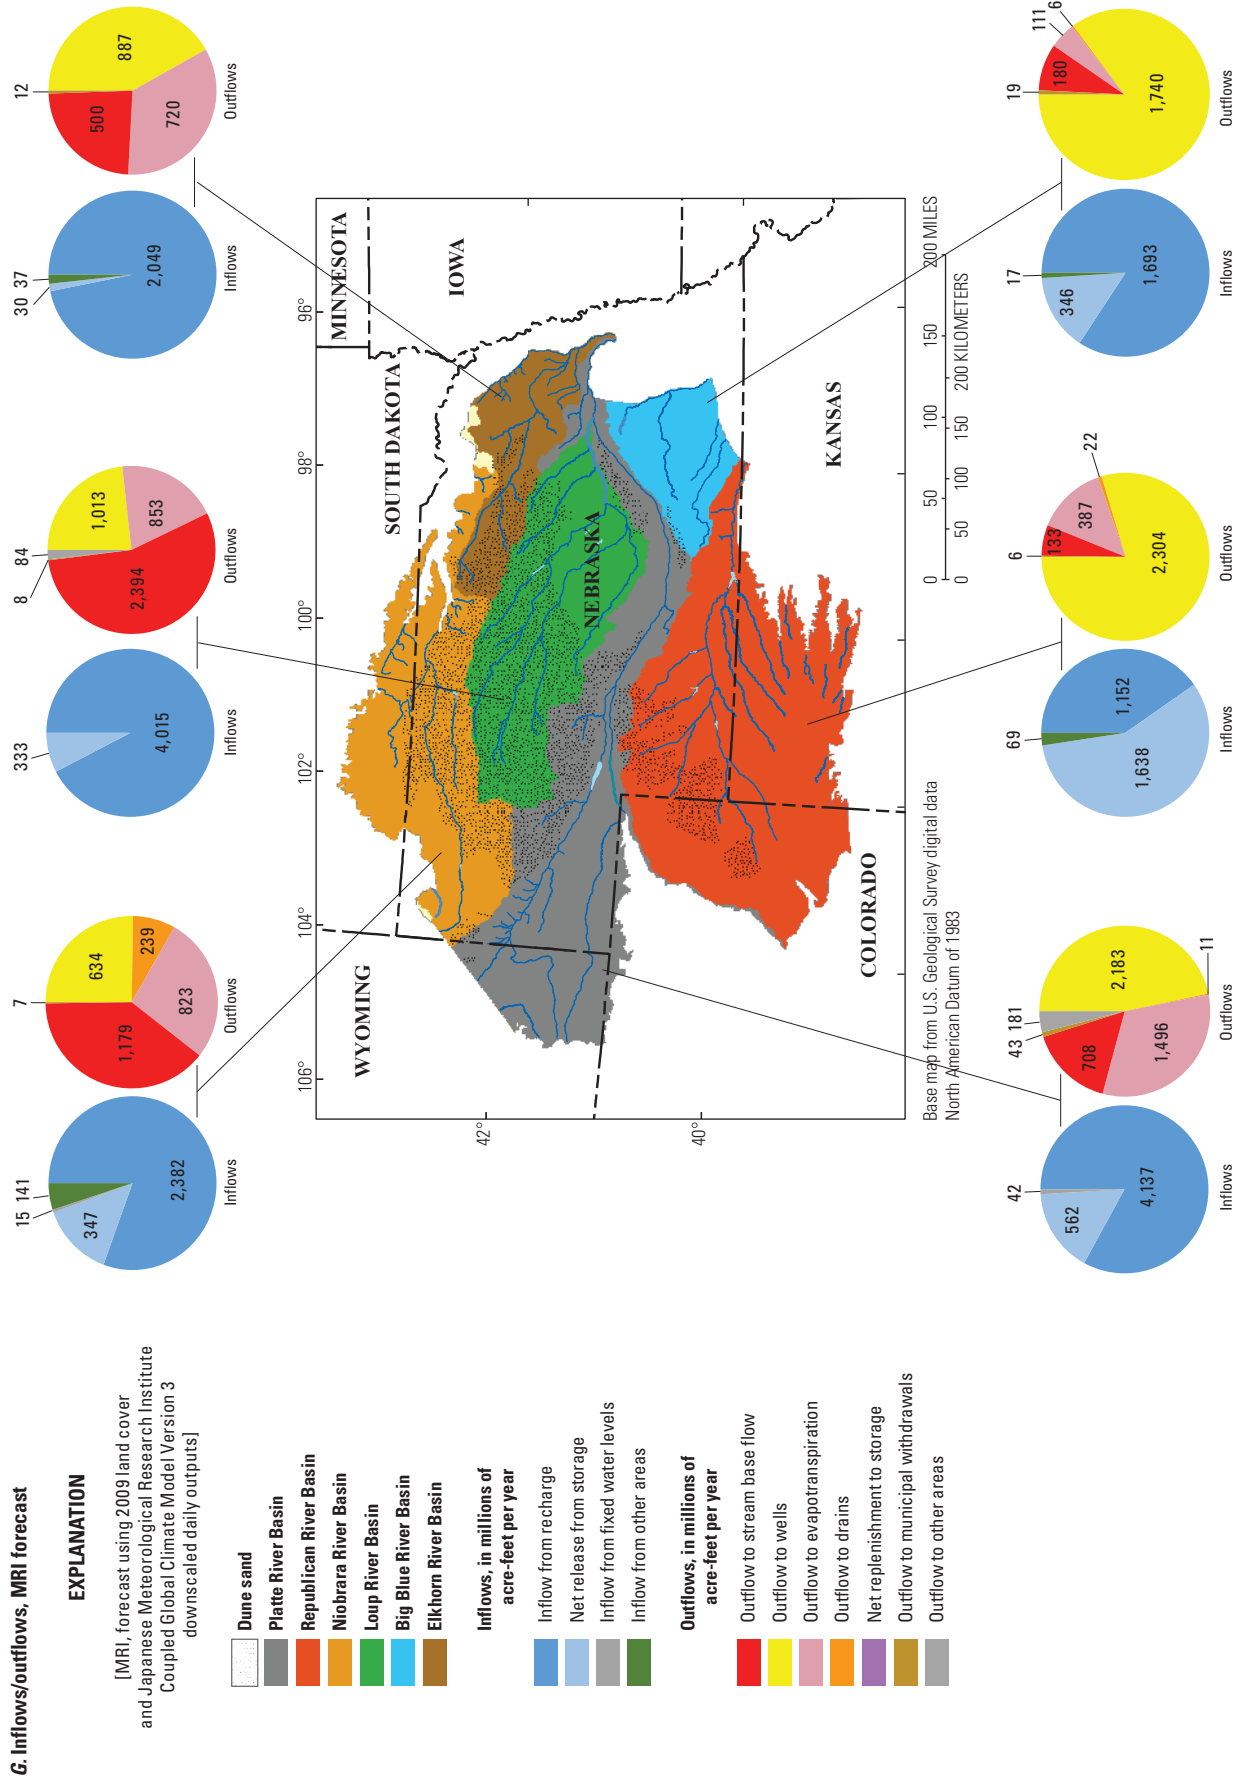 G. Inflows/outflows, MRI forecast
EXPLANATION
[MRI, forecast using 2009 land cover
and Japanese Meteorological Research Institute
Coupled Global Climate Model Version 3
downscaled daily outputs]
Dune sand
Platte River Basin
Republican River Basin
Niobrara River Basin
Loup River Basin
Big Blue River Basin
Elkhorn River Basin
Inflows, in millions of
acre-feet per year
Inflow from recharge
Net release from storage
Inflow from fixed water levels
Inflow from other areas
Outflows, in millions of
acre-feet per year
Outflow to stream base flow
Outflow to wells
Outflow to evapotranspiration
Outflow to drains
Net replenishment to storage
Outflow to municipal withdrawals
Outflow to other areas
15 141
347
2,382
Inflows
7
634
239
823
1,179
Outflows
333
4,015
Inflows
8
84
1,013
853
2,394
Outflows
30 37
2,049
Inflows
12
887
720
500
Outflows
106°
104°
102°
100°
98°
96°
42°
40°
WYOMING
SOUTH DAKOTA
MINNESOTA
IOWA
NEBRASKA
COLORADO
KANSAS
Base map from U.S. Geological Survey digital data
North American Datum of 1983
0 50 100 150 200 MILES
0 50 100 150 200 KILOMETERS
42
562
4,137
Inflows
43 181
2,183
11
1,496
708
Outflows
69
1,152
1,638
Inflows
6
133
387
22
2,304
Outflows
17
346
1,693
Inflows
19
180
111
6
1,740
Outflows